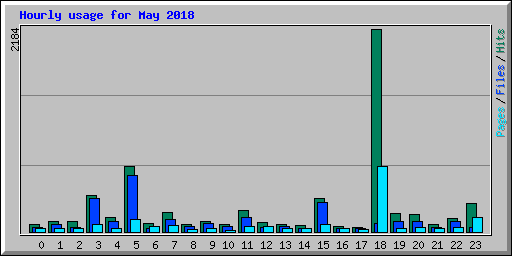 Hourly usage for May 2018
2184
Pages/Files/Hits
0 1 2 3 4 5 6 7 8 9 10 11 12 13 14 15 16 17 18 19 20 21 22 23